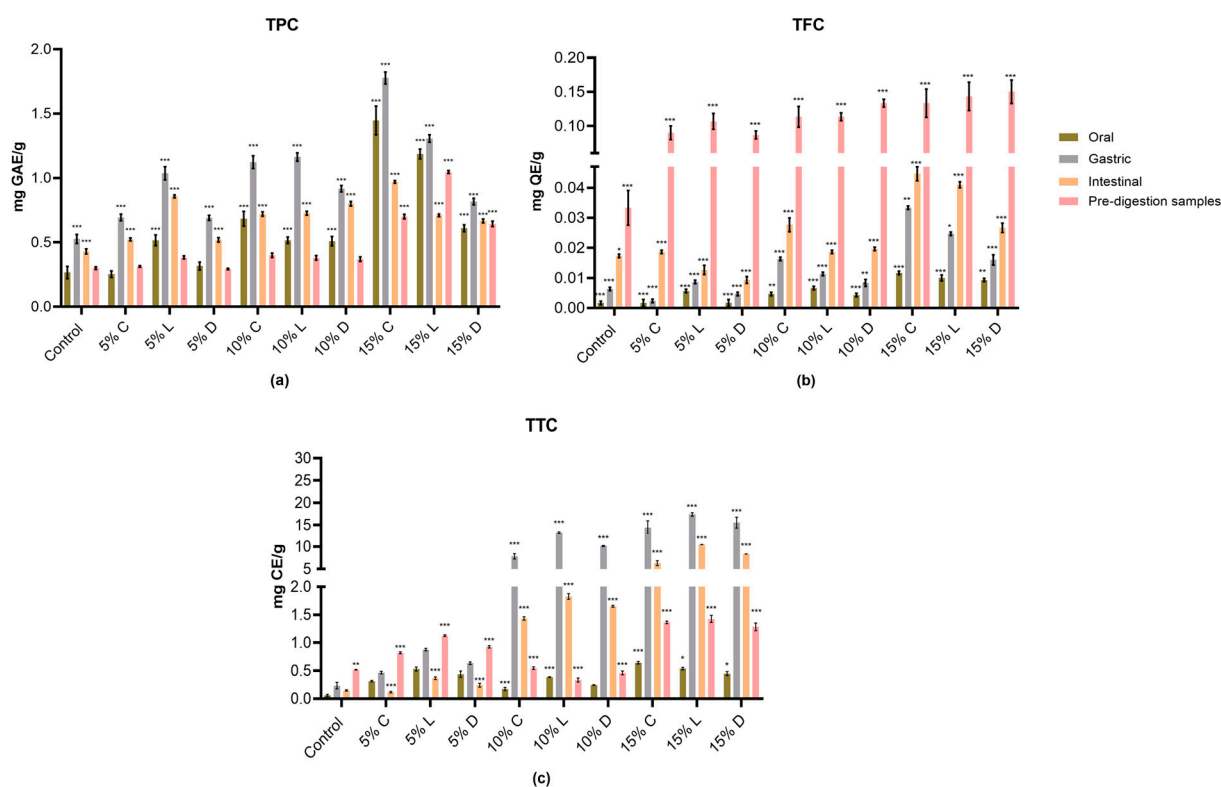 TPC
mg GAE/g
2.0
1.5
1.0
0.5
0.0
*** *** *** *** *** *** *** *** *** *** *** *** *** *** *** *** *** *** *** *** *** *** *** *** *** *** *** *** *** ***
Control
5% C
5% L
5% D
10% C
10% L
10% D
15% C
15% L
15% D
(a)
TFC
mg QE/g
0.20
0.15
0.10
0.04
0.03
0.02
0.01
0.00
*** *** * *** *** *** *** *** *** *** *** *** *** *** *** *** ** *** *** *** *** *** *** *** *** ** *** *** *** ** *** *** *** * *** *** ** *** *** ***
Control
5% C
5% L
5% D
10% C
10% L
10% D
15% C
15% L
15% D
(b)
Oral
Gastric
Intestinal
Pre-digestion samples
TTC
mg CE/g
30
25
20
15
10
5
2.0
1.5
1.0
0.5
0.0
** *** *** *** *** *** *** *** *** *** *** *** *** *** *** *** *** *** *** *** *** *** * *** *** *** * *** *** ***
Control
5% C
5% L
5% D
10% C
10% L
10% D
15% C
15% L
15% D
(c)